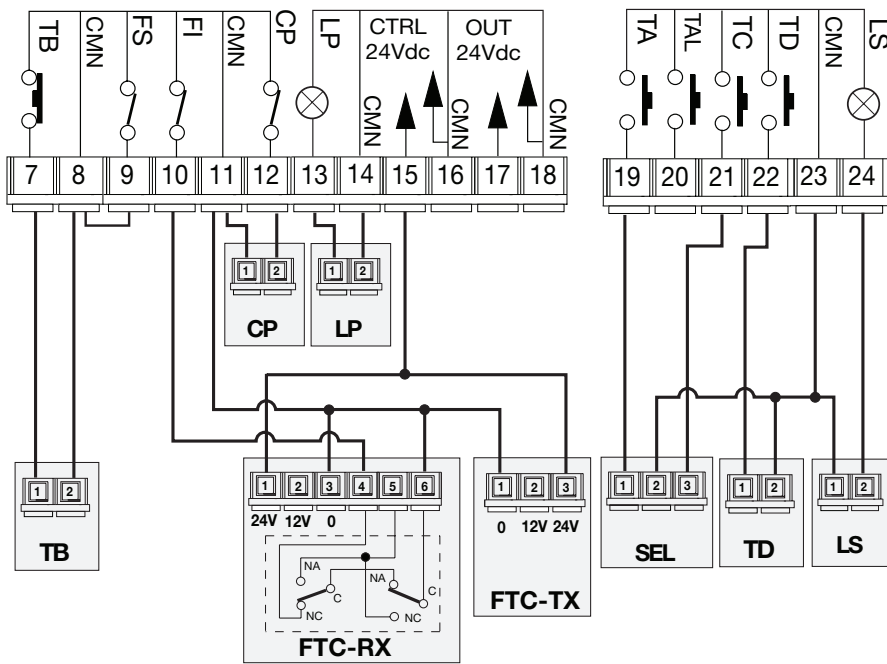 TB
CMN
FS
FI
CMN
CP
LP
CTRL
24Vdc
CMN
OUT
24Vdc
CMN
CMN
TA
TAL
TC
TD
CMN
LS
7 8 9 10 11 12 13 14 15 16 17 18
19 20 21 22 23 24
1 2
CP
1 2
LP
1 2
TB
1 2 3 4 5 6
24V 12V 0
NA
C
NC
NA
C
NC
FTC-RX
1 2 3
0 12V 24V
FTC-TX
1 2 3
SEL
1 2
TD
1 2
LS